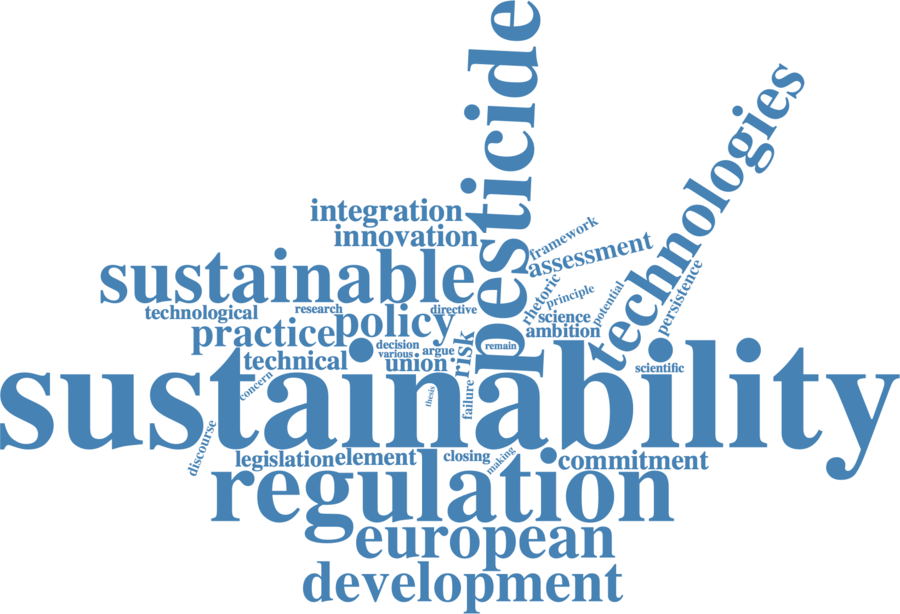 pesticide
technologies
integration
innovation
framework
assessment
sustainable
rhetoric
principle
potential
persistence
technological
research
directive
science
practice
policy
ambition
decision
risk
remain
various
argue
technical
union
scientific
concern
thesis
failure
sustainability
discourse
legislation
element
closing
making
commitment
regulation
european
development